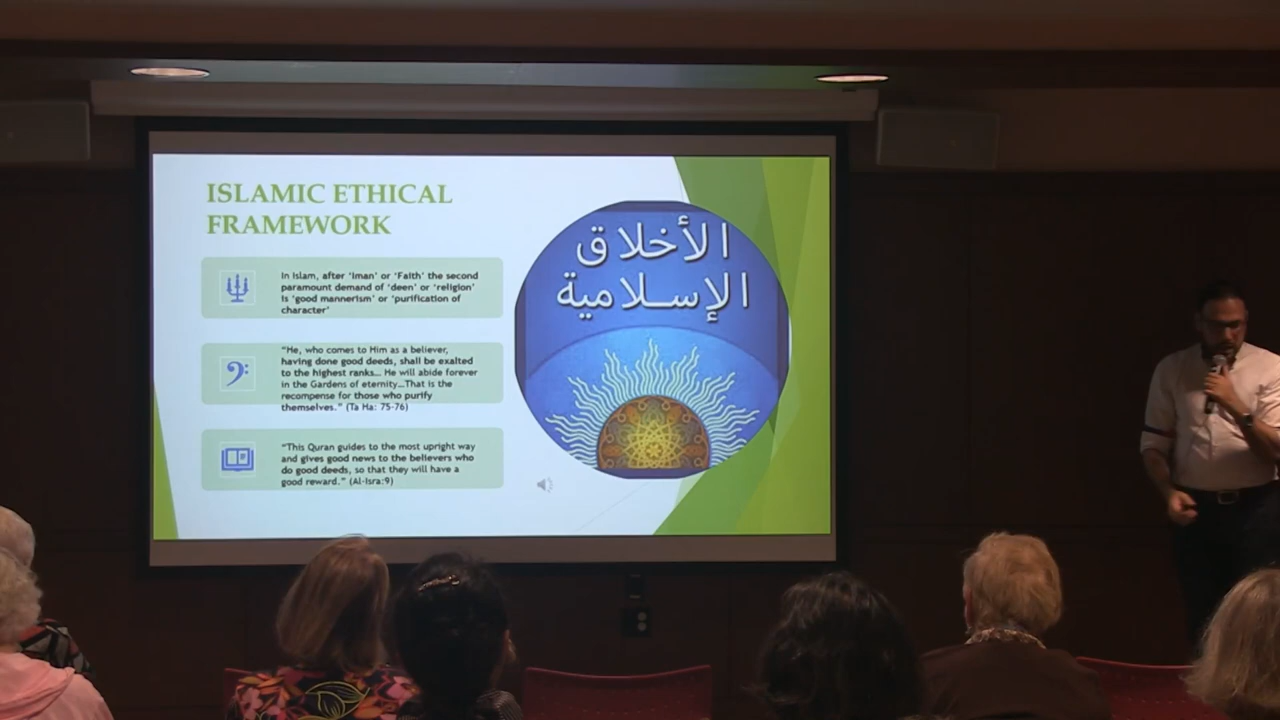 ISLAMIC ETHICAL
FRAMEWORK
In Islam, after ‘Iman’ or ‘Faith’ the second
paramount demand of ‘deen’ or ‘religion’
is ‘good mannerism’ or ‘purification of
character’
“He, who comes to Him as a believer,
having done good deeds, shall be exalted
to the highest ranks… He will abide forever
in the Gardens of eternity…That is the
recompense for those who purify
themselves.” (Ta Ha: 75-76)
“This Quran guides to the most upright way
and gives good news to the believers who
do good deeds, so that they will have a
good reward.” (Al-Isra:9)
الأخلاق
الإسلامية